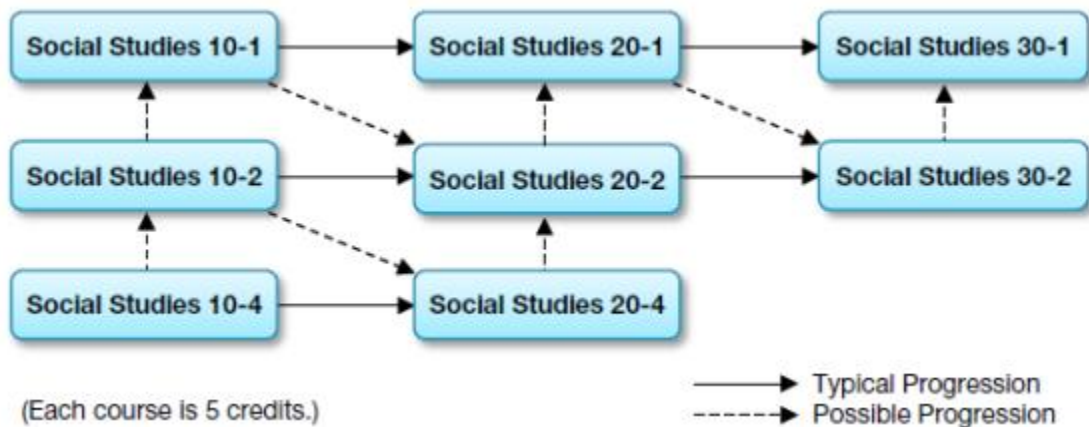 Social Studies 10-1
Social Studies 20-1
Social Studies 30-1
Social Studies 10-2
Social Studies 20-2
Social Studies 30-2
Social Studies 10-4
Social Studies 20-4
(Each course is 5 credits.)
Typical Progression
Possible Progression